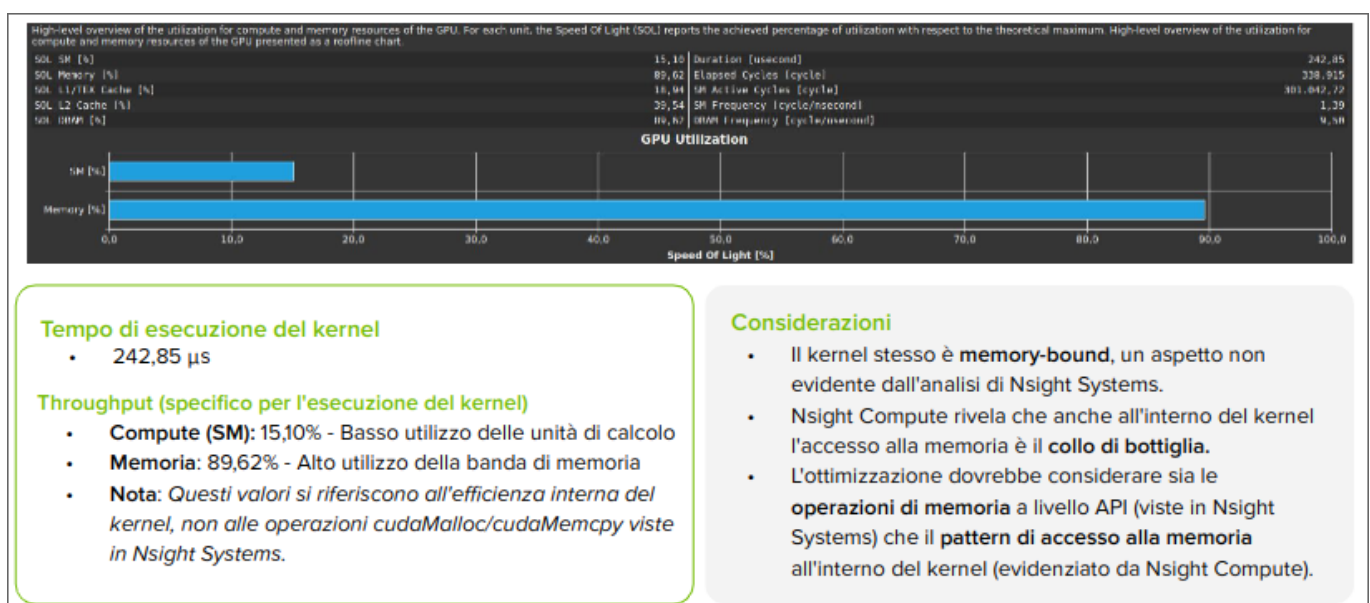 High-level overview of the utilization for compute and memory resources of the GPU. For each unit, the Speed Of Light (SOL) reports the achieved percentage of utilization with respect to the theoretical maximum. High-level overview of the utilization for
compute and memory resources of the GPU presented as a roofline chart.
SOL SM [%] 15,10 Duration [usecond] 242,85
SOL Memory [%] 89,62 Elapsed Cycles [cycle] 338.915
SOL L1/TEX Cache [%] 18,94 SM Active Cycles [cycle] 301.042,72
SOL L2 Cache [%] 39,54 SM Frequency [cycle/nsecond] 1,39
SOL DRAM [%] 89,62 DRAM Frequency [cycle/nsecond] 9,50
GPU Utilization
SM [%]
Memory [%]
0,0 10,0 20,0 30,0 40,0 50,0 60,0 70,0 80,0 90,0 100,0
Speed Of Light [%]
Tempo di esecuzione del kernel
• 242,85 μs
Throughput (specifico per l'esecuzione del kernel)
• Compute (SM): 15,10% - Basso utilizzo delle unità di calcolo
• Memoria: 89,62% - Alto utilizzo della banda di memoria
• Nota: Questi valori si riferiscono all'efficienza interna del
kernel, non alle operazioni cudaMalloc/cudaMemcpy viste
in Nsight Systems.
Considerazioni
• Il kernel stesso è memory-bound, un aspetto non
evidente dall'analisi di Nsight Systems.
• Nsight Compute rivela che anche all'interno del kernel
l'accesso alla memoria è il collo di bottiglia.
• L'ottimizzazione dovrebbe considerare sia le
operazioni di memoria a livello API (viste in Nsight
Systems) che il pattern di accesso alla memoria
all'interno del kernel (evidenziato da Nsight Compute).